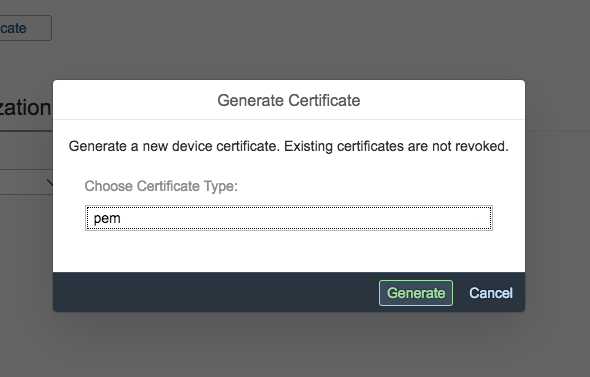 cate
zation
Generate Certificate
Generate a new device certificate. Existing certificates are not revoked.
Choose Certificate Type:
pem
Generate Cancel